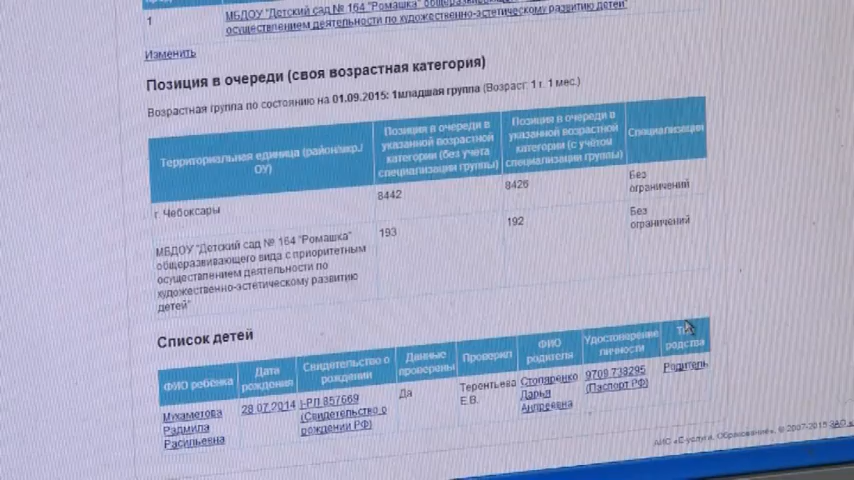 1
МБДОУ "Детский сад № 164 "Ромашка" общеразвивающего
осуществлением деятельности по художественно-эстетическому развитию детей"
Изменить
Позиция в очереди (своя возрастная категория)
Возрастная группа по состоянию на 01.09.2015: 1младшая группа (Возраст: 1 г. 1 мес.)
Территориальная единица (район/мкр./
ОУ)
Позиция в очереди в
указанной возрастной
категории (без учета
специализации группы)
Позиция в очереди в
указанной возрастной
категории (с учётом
специализации группы)
Специализация
г. Чебоксары
8442
8426
Без
ограничений
МБДОУ "Детский сад № 164 "Ромашка"
общеразвивающего вида с приоритетным
осуществлением деятельности по
художественно-эстетическому развитию
детей"
193
192
Без
ограничений
Список детей
ФИО ребёнка
Дата
рождения
Свидетельство о
рождении
Данные
проверены
Проверил
ФИО
родителя
Удостоверение
личности
родства
Мукаметова
Радмила
Расильевна
28.07.2014
I-РЛ 857669
(Свидетельство о
рождении РФ)
Да
Терентьева
Е.В.
Столяренко
Дарья
Андреевна
9709 738295
(Паспорт РФ)
Родитель
АИС «Е-услуги. Образование», © 2007-2015 ЗАО